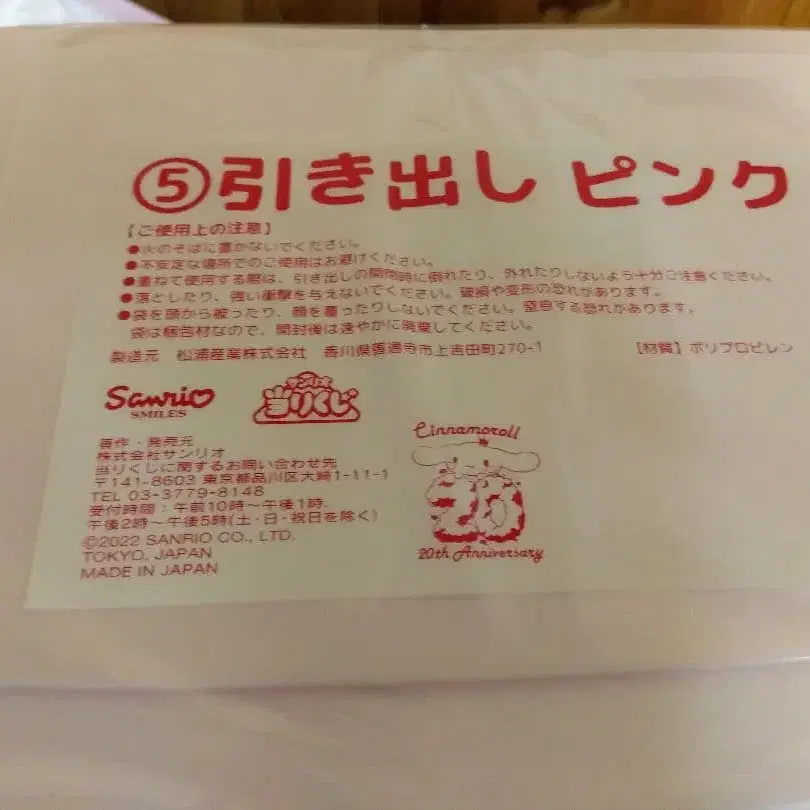 ⑤引き出し ピンク
【ご使用上の注意】
●火のそばに置かないでください。
●不安定な場所でのご使用はお避けください。
●重ねて使用する際は、引き出しの開閉時に倒れたり、外れたりしないよう十分ご注意ください。
●落としたり、強い衝撃を与えないでください。破損や変形の恐れがあります。
●袋を頭から被ったり、顔を覆ったりしないでください。窒息する恐れがあります。
袋は梱包材なので、開封後は速やかに廃棄してください。
製造元 松浦産業株式会社 香川県善通寺市上吉田町270-1 【材質】ポリプロピレン
Sanrio
SMILES
サンリオ
当りくじ
著作・発売元
株式会社サンリオ
当りくじに関するお問い合わせ先
〒141-8603 東京都品川区大崎1-11-1
TEL 03-3779-8148
受付時間：午前10時～午後1時.
午後2時～午後5時(土・日・祝日を除く)
©2022 SANRIO CO., LTD.
TOKYO, JAPAN
MADE IN JAPAN
Cinnamoroll
20
20th Anniversary